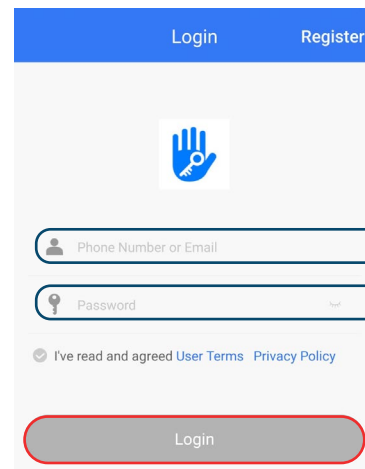 Login Register
Phone Number or Email
Password
I've read and agreed User Terms Privacy Policy
Login